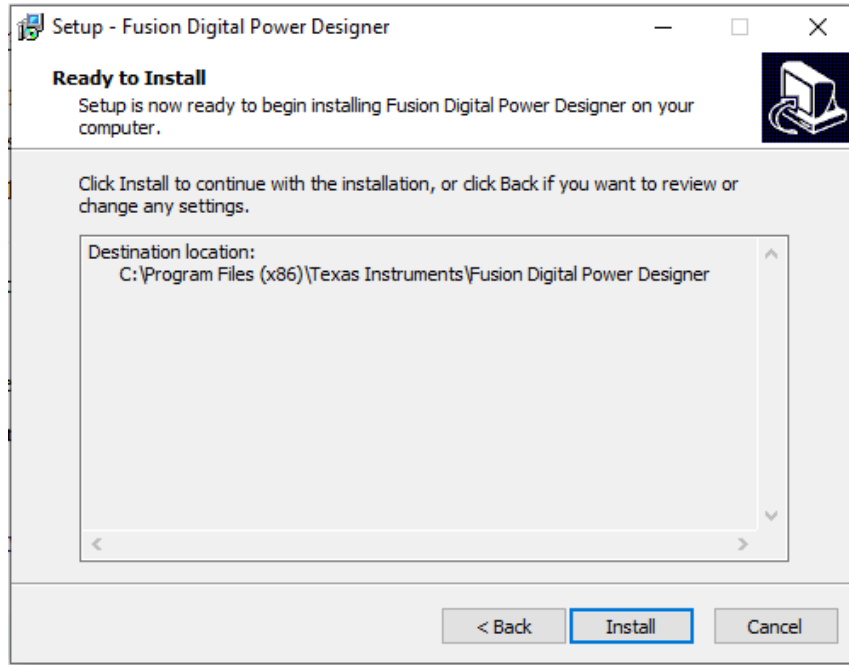 Setup - Fusion Digital Power Designer
Ready to Install
Setup is now ready to begin installing Fusion Digital Power Designer on your
computer.
Click Install to continue with the installation, or click Back if you want to review or
change any settings.
Destination location:
C:\Program Files (x86)\Texas Instruments\Fusion Digital Power Designer
< Back
Install
Cancel